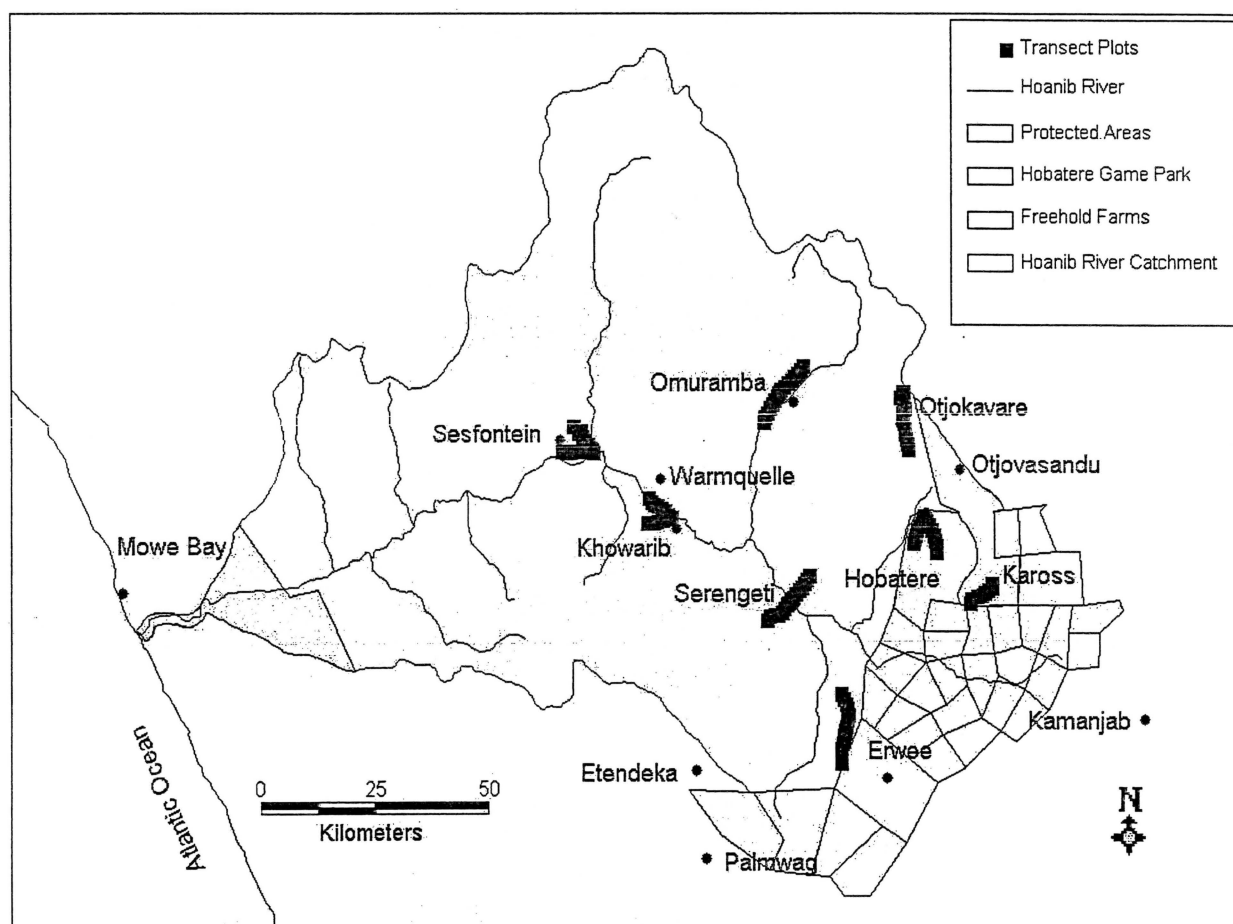 Transect Plots
Hoanib River
Protected.Areas
Hobatere Game Park
Freehold Farms
Hoanib River Catchment
Omuramba
Otjokavare
Sesfontein
Otjovasandu
Warmquelle
Mowe Bay
Khowarib
Hobatere
Kaross
Serengeti
Kamanjab
Erwee
Etendeka
0 25 50
Kilometers
N
Atlantic Ocean
Palmwag